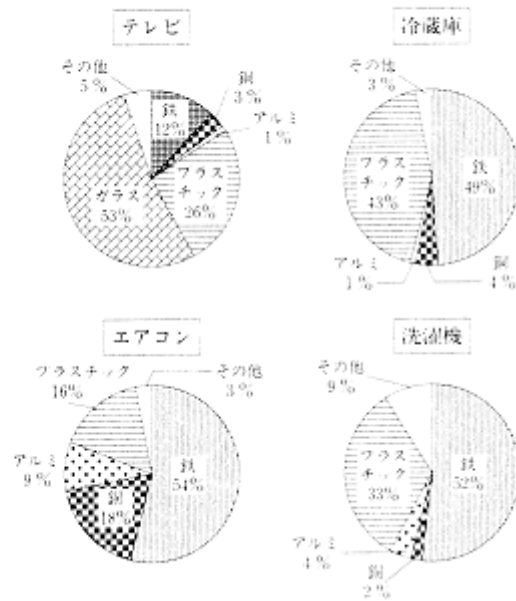 テレビ
その他
5%
鉄
12%
銅
3%
アルミ
1%
プラス
チック
26%
ガラス
53%
冷蔵庫
その他
3%
鉄
49%
銅
4%
アルミ
1%
プラス
チック
43%
エアコン
その他
3%
鉄
54%
銅
18%
アルミ
9%
プラスチック
16%
洗濯機
その他
9%
鉄
52%
銅
2%
アルミ
4%
プラス
チック
33%